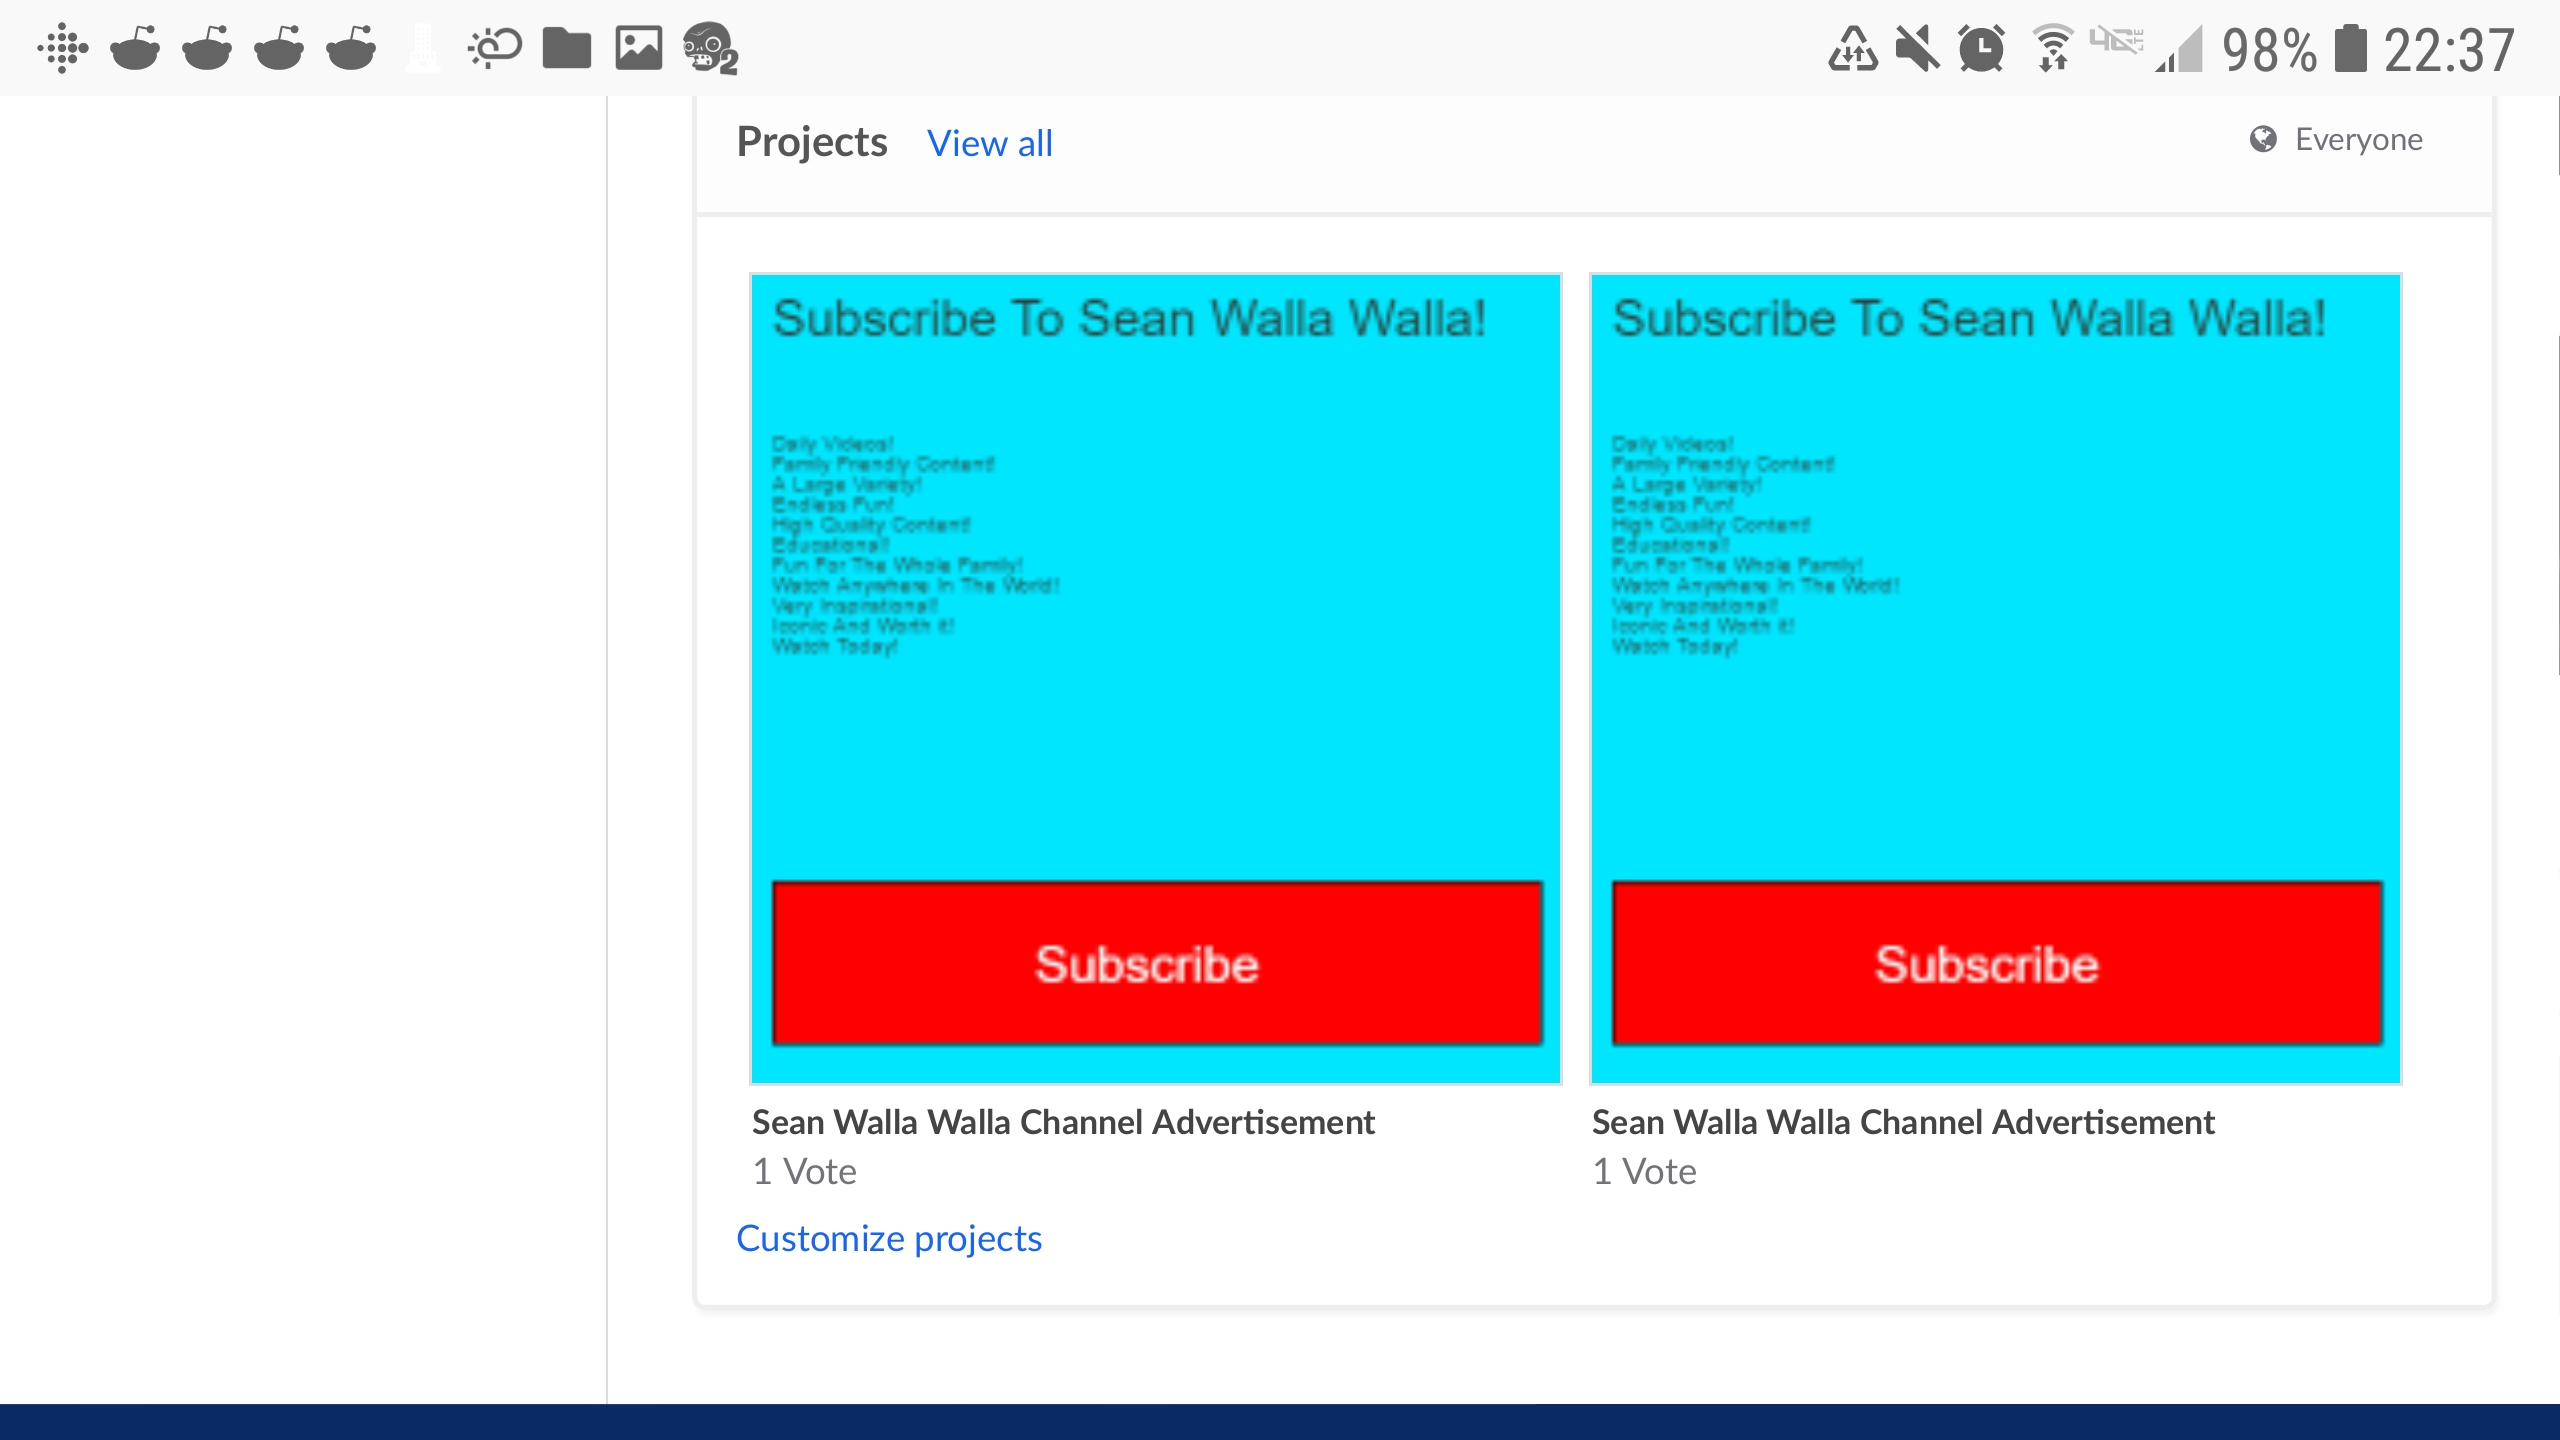 98% 22:37
Projects View all Everyone
Subscribe To Sean Walla Walla!
Daily Videos!
Family Friendly Content!
A Large Variety!
Endless Fun!
High Quality Content!
Educational!
Fun For The Whole Family!
Watch Anywhere In The World!
Very Inspirational!
Iconic And Worth it!
Watch Today!
Subscribe
Sean Walla Walla Channel Advertisement
1 Vote
Subscribe To Sean Walla Walla!
Daily Videos!
Family Friendly Content!
A Large Variety!
Endless Fun!
High Quality Content!
Educational!
Fun For The Whole Family!
Watch Anywhere In The World!
Very Inspirational!
Iconic And Worth it!
Watch Today!
Subscribe
Sean Walla Walla Channel Advertisement
1 Vote
Customize projects